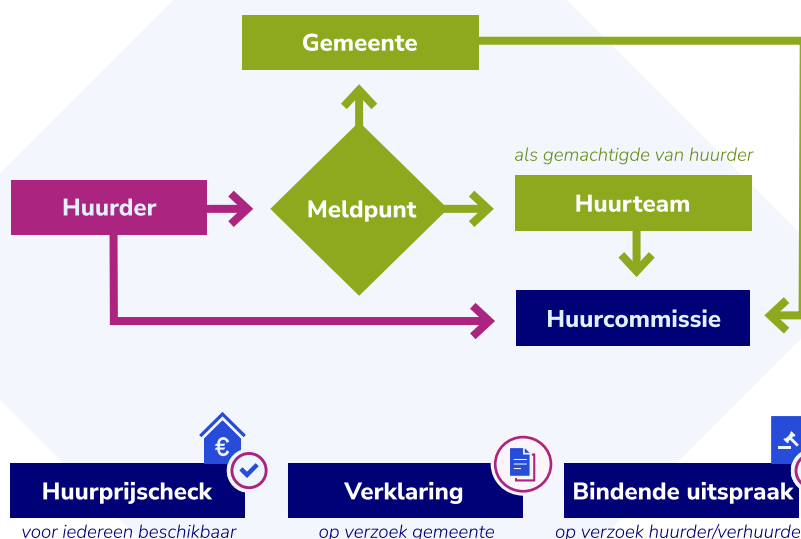 Gemeente
als gemachtigde van huurder
Huurder
Meldpunt
Huurteam
Huurcommissie
€
Huurprijscheck
Verklaring
Bindende uitspraak
voor iedereen beschikbaar
op verzoek gemeente
op verzoek huurder/verhuurde